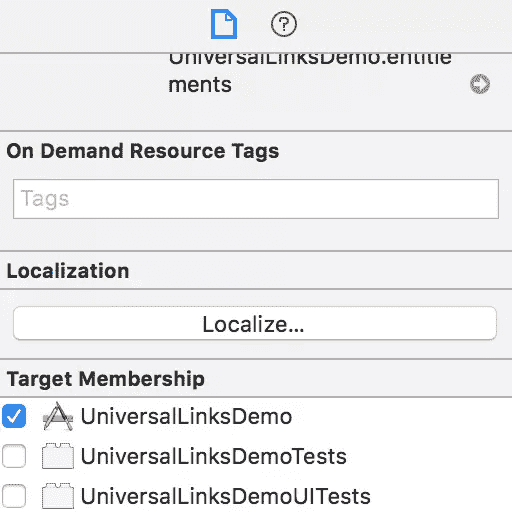 UniversalLinksDemo.entitle
ments
On Demand Resource Tags
Tags
Localization
Localize...
Target Membership
UniversalLinksDemo
UniversalLinksDemoTests
UniversalLinksDemoUITests